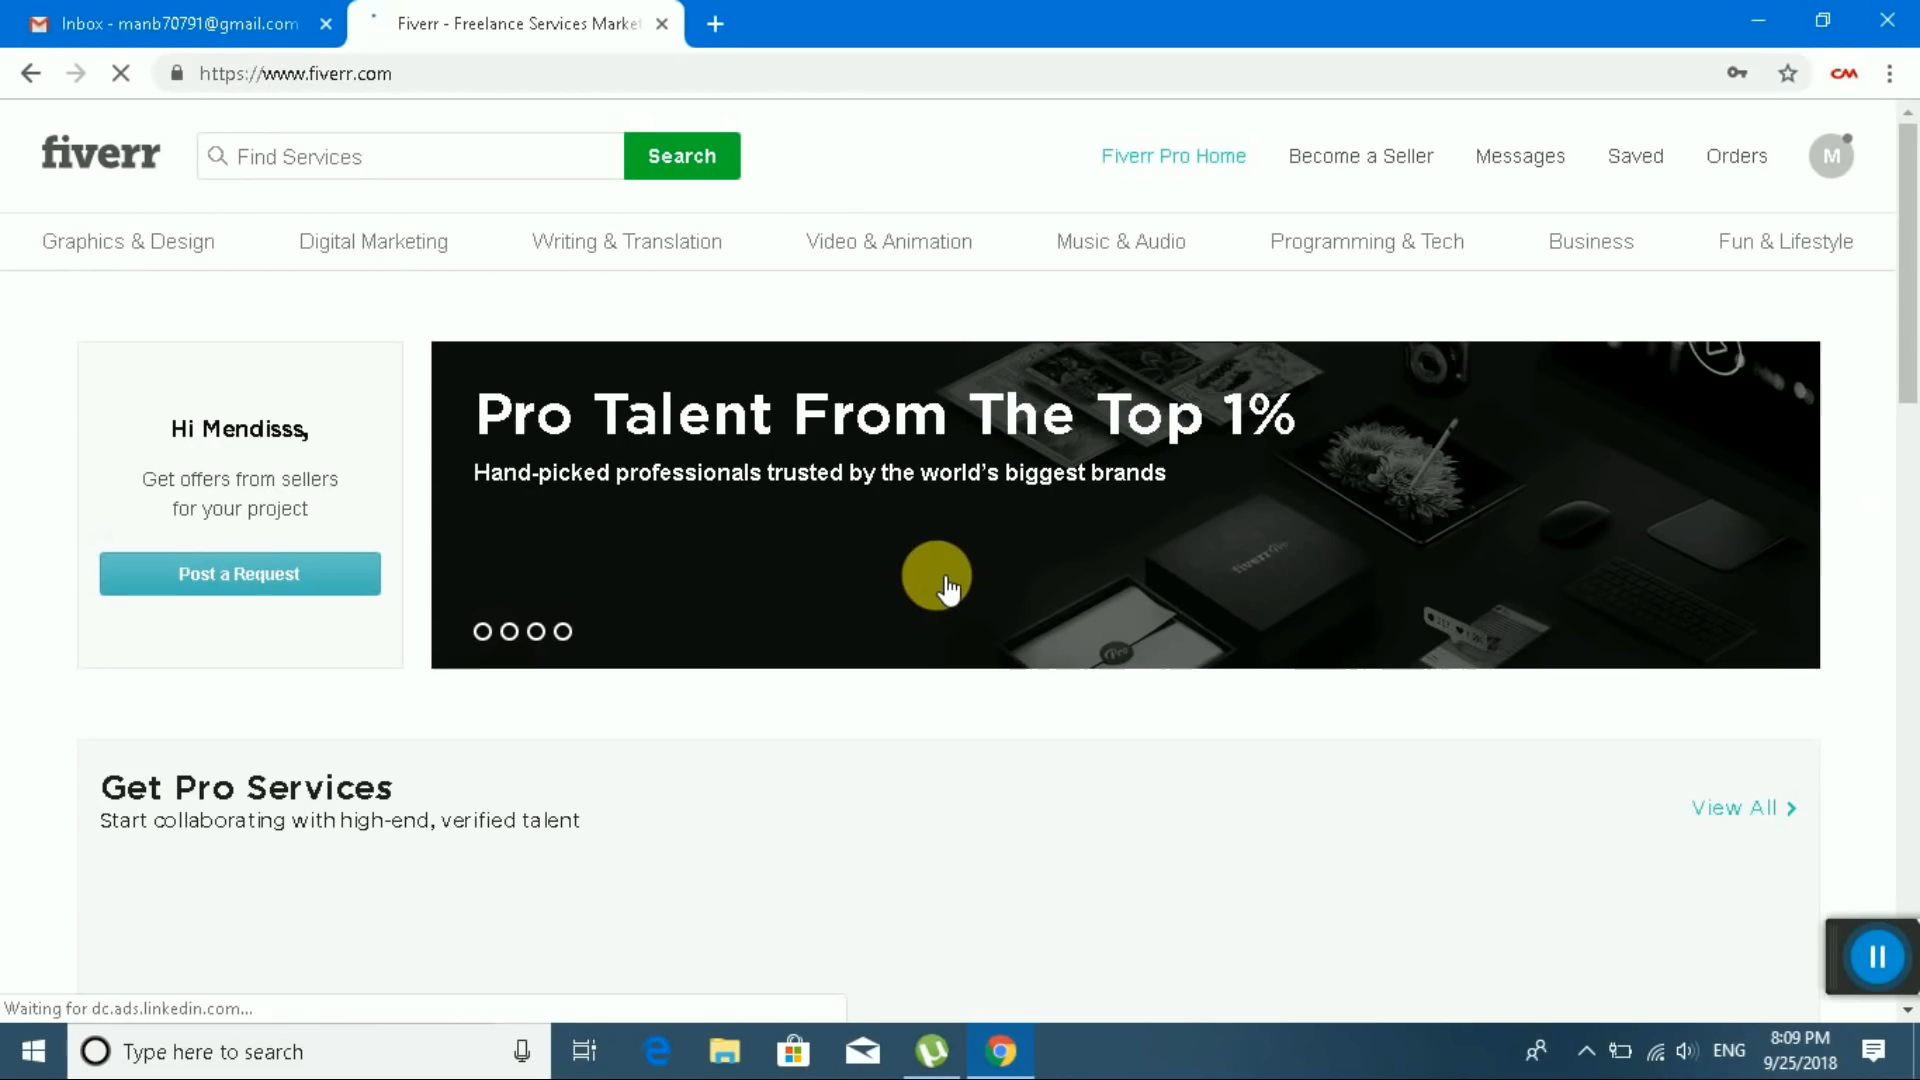 Inbox - manb70791@gmail.com
Fiverr - Freelance Services Market
https://www.fiverr.com
fiverr
Find Services
Search
Fiverr Pro Home
Become a Seller
Messages
Saved
Orders
M
Graphics & Design
Digital Marketing
Writing & Translation
Video & Animation
Music & Audio
Programming & Tech
Business
Fun & Lifestyle
Hi Mendisss,
Get offers from sellers
for your project
Post a Request
Pro Talent From The Top 1%
Hand-picked professionals trusted by the world's biggest brands
Get Pro Services
Start collaborating with high-end, verified talent
View All
Waiting for dc.ads.linkedin.com...
Type here to search
ENG
8:09 PM
9/25/2018